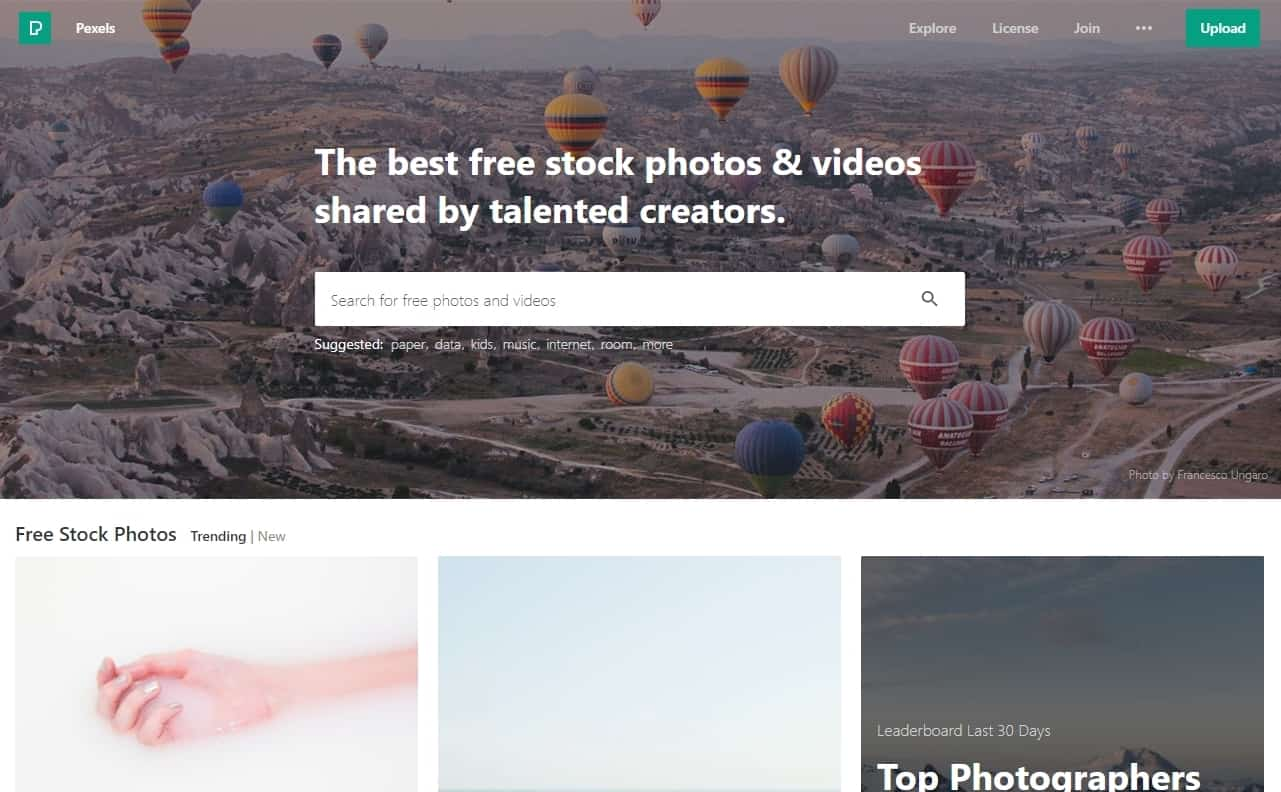 Pexels
Explore
License
Join
Upload
The best free stock photos & videos
shared by talented creators.
Search for free photos and videos
Suggested: paper, data, kids, music, internet, room, more
AMATEUR
Photo by Francesco Ungaro
Free Stock Photos Trending | New
Leaderboard Last 30 Days
Top Photographers